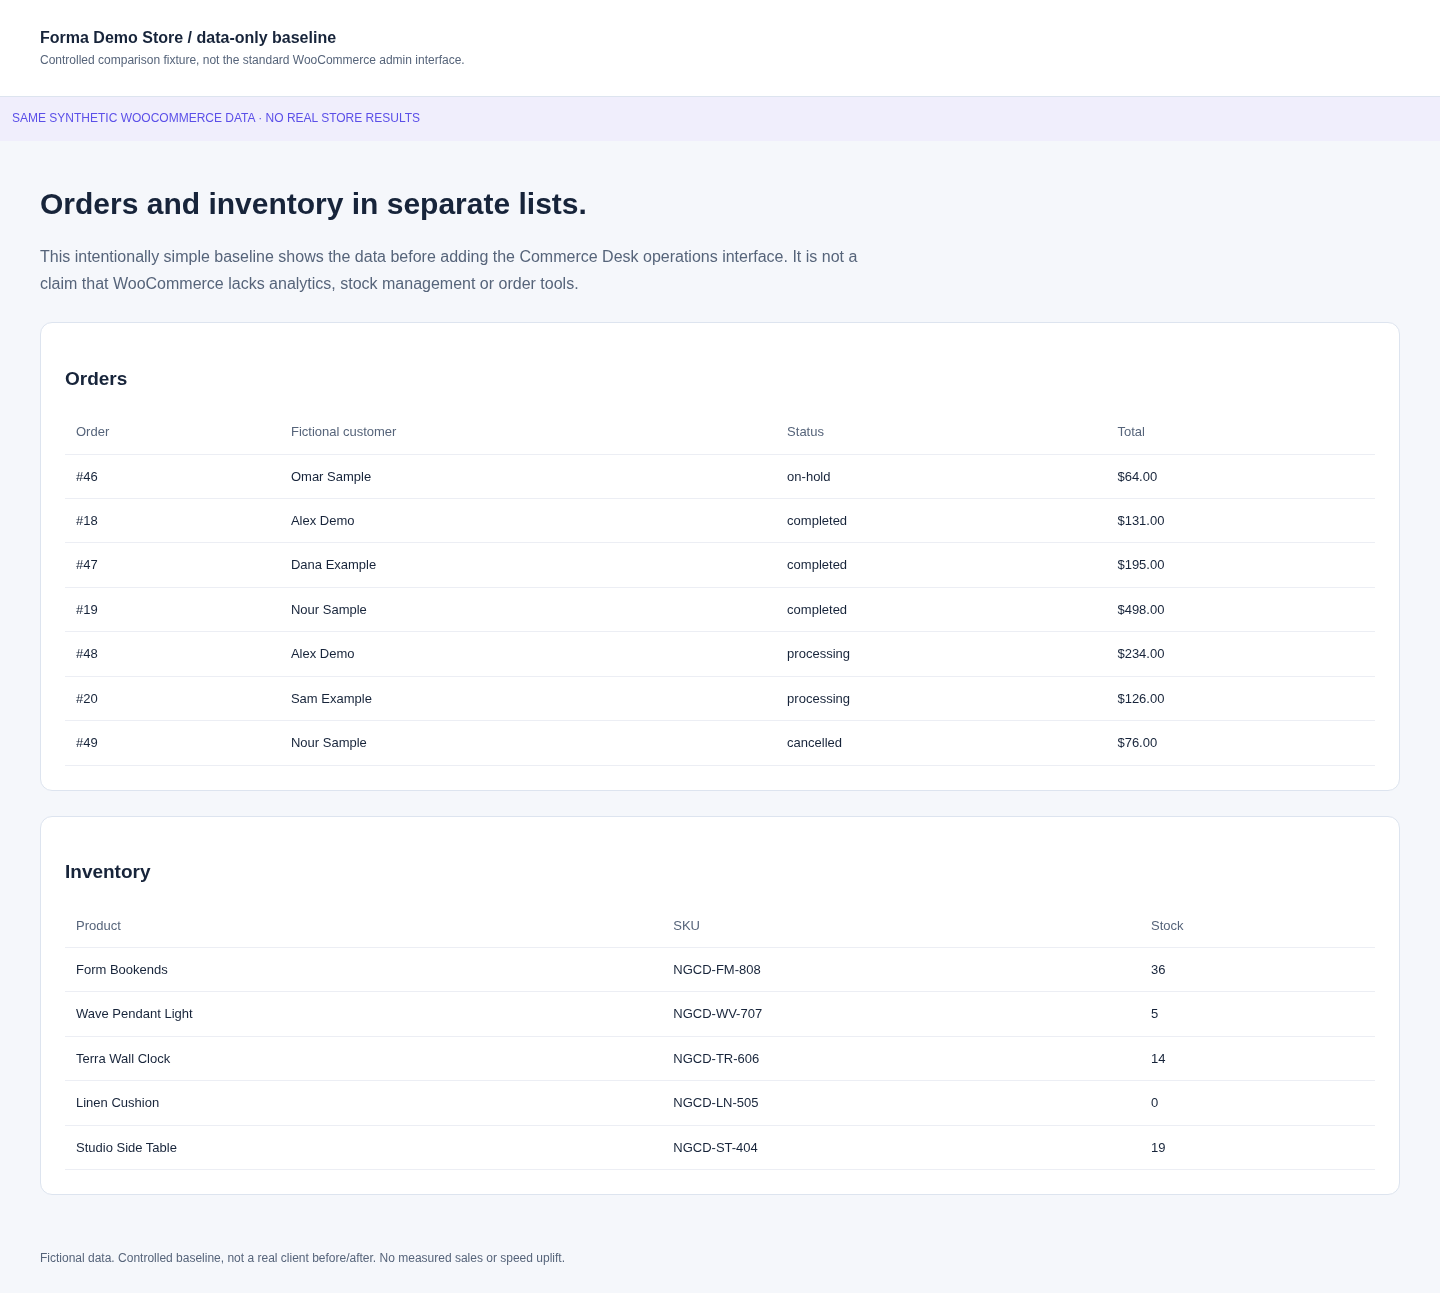 Forma Demo Store / data-only baseline
Controlled comparison fixture, not the standard WooCommerce admin interface.
SAME SYNTHETIC WOOCOMMERCE DATA · NO REAL STORE RESULTS
Orders and inventory in separate lists.
This intentionally simple baseline shows the data before adding the Commerce Desk operations interface. It is not a
claim that WooCommerce lacks analytics, stock management or order tools.
Orders
Order Fictional customer Status Total
#46 Omar Sample on-hold $64.00
#18 Alex Demo completed $131.00
#47 Dana Example completed $195.00
#19 Nour Sample completed $498.00
#48 Alex Demo processing $234.00
#20 Sam Example processing $126.00
#49 Nour Sample cancelled $76.00
Inventory
Product SKU Stock
Form Bookends NGCD-FM-808 36
Wave Pendant Light NGCD-WV-707 5
Terra Wall Clock NGCD-TR-606 14
Linen Cushion NGCD-LN-505 0
Studio Side Table NGCD-ST-404 19
Fictional data. Controlled baseline, not a real client before/after. No measured sales or speed uplift.